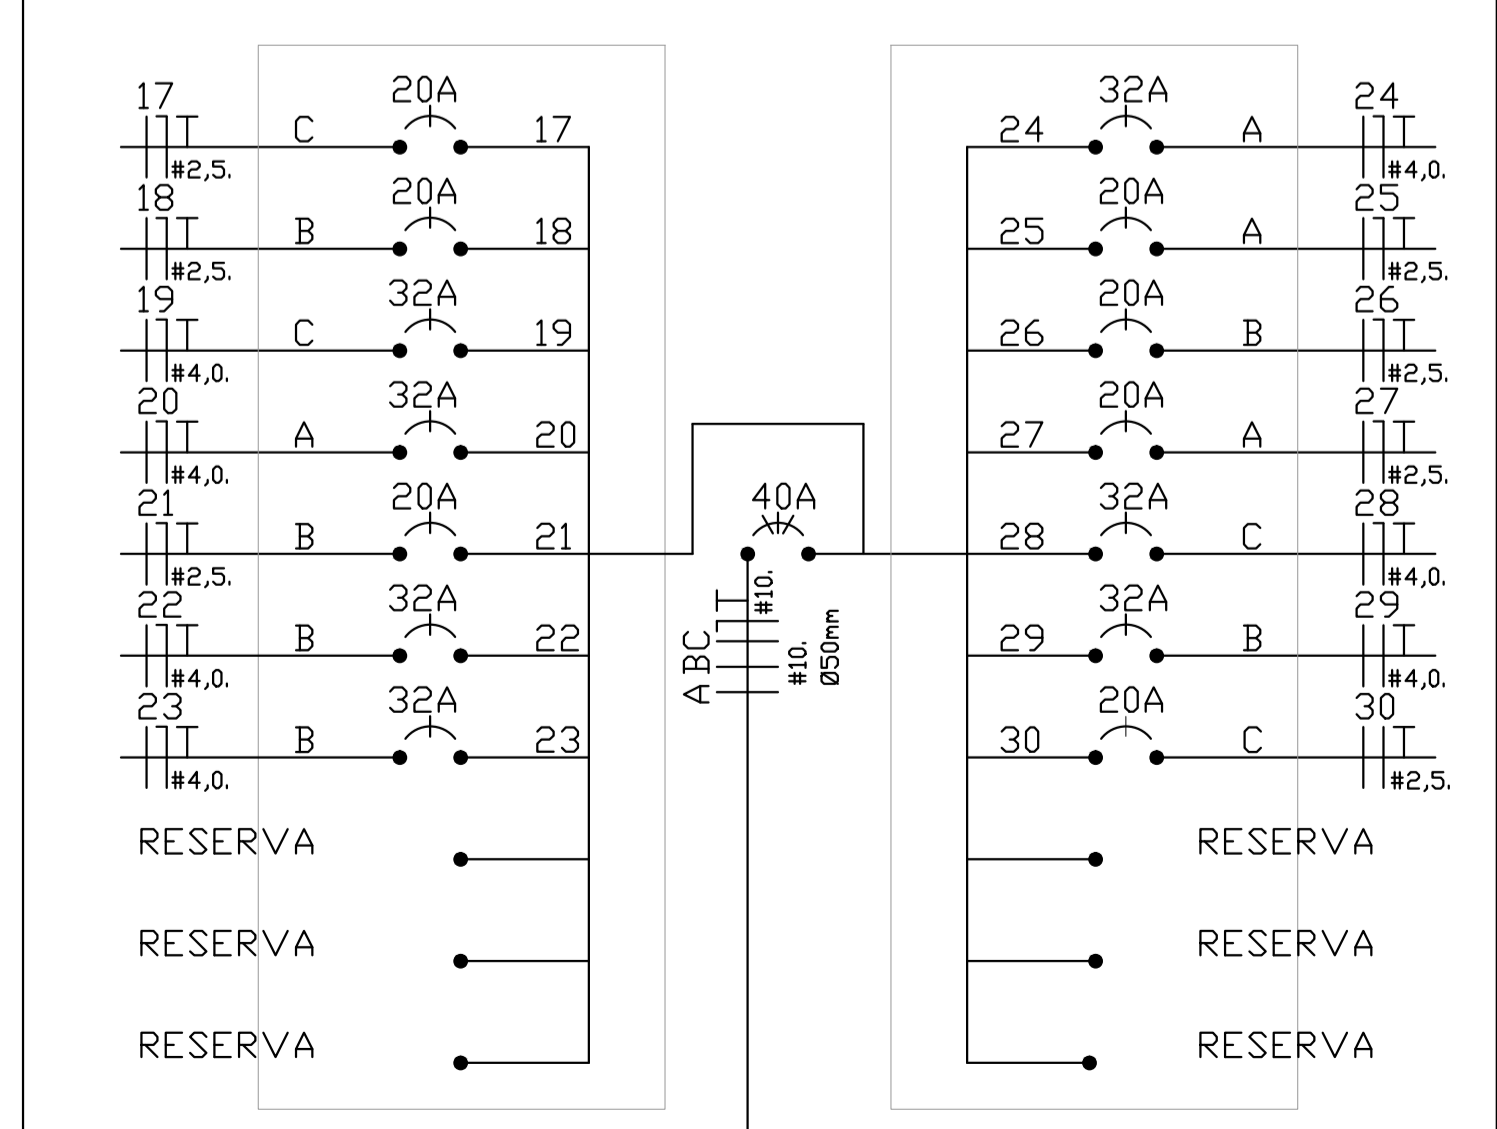 17 20A
C 17
#2,5.
18 20A
B 18
#2,5.
19 32A
C 19
#4,0.
20 32A
A 20
#4,0.
21 20A
B 21
#2,5.
22 32A
B 22
#4,0.
23 32A
B 23
#4,0.
RESERVA
RESERVA
RESERVA
40A
T
#10.
A BC
#10.
Ø50mm
32A 24
24 A
#4,0.
20A 25
25 A
#2,5.
20A 26
26 B
#2,5.
20A 27
27 A
#2,5.
32A 28
28 C
#4,0.
32A 29
29 B
#4,0.
20A 30
30 C
#2,5.
RESERVA
RESERVA
RESERVA